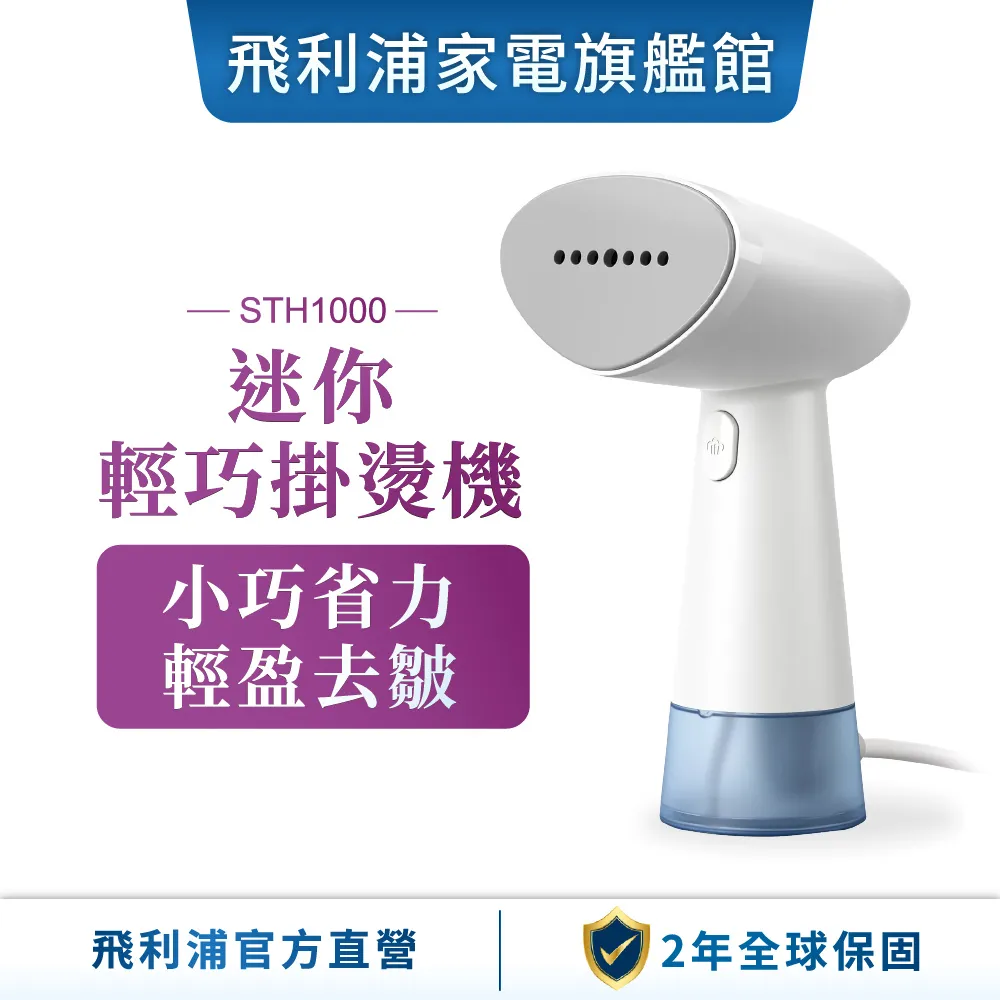 飛利浦家電旗艦館
STH1000
迷你
輕巧掛燙機
小巧省力
輕盈去皺
飛利浦官方直營
2年全球保固